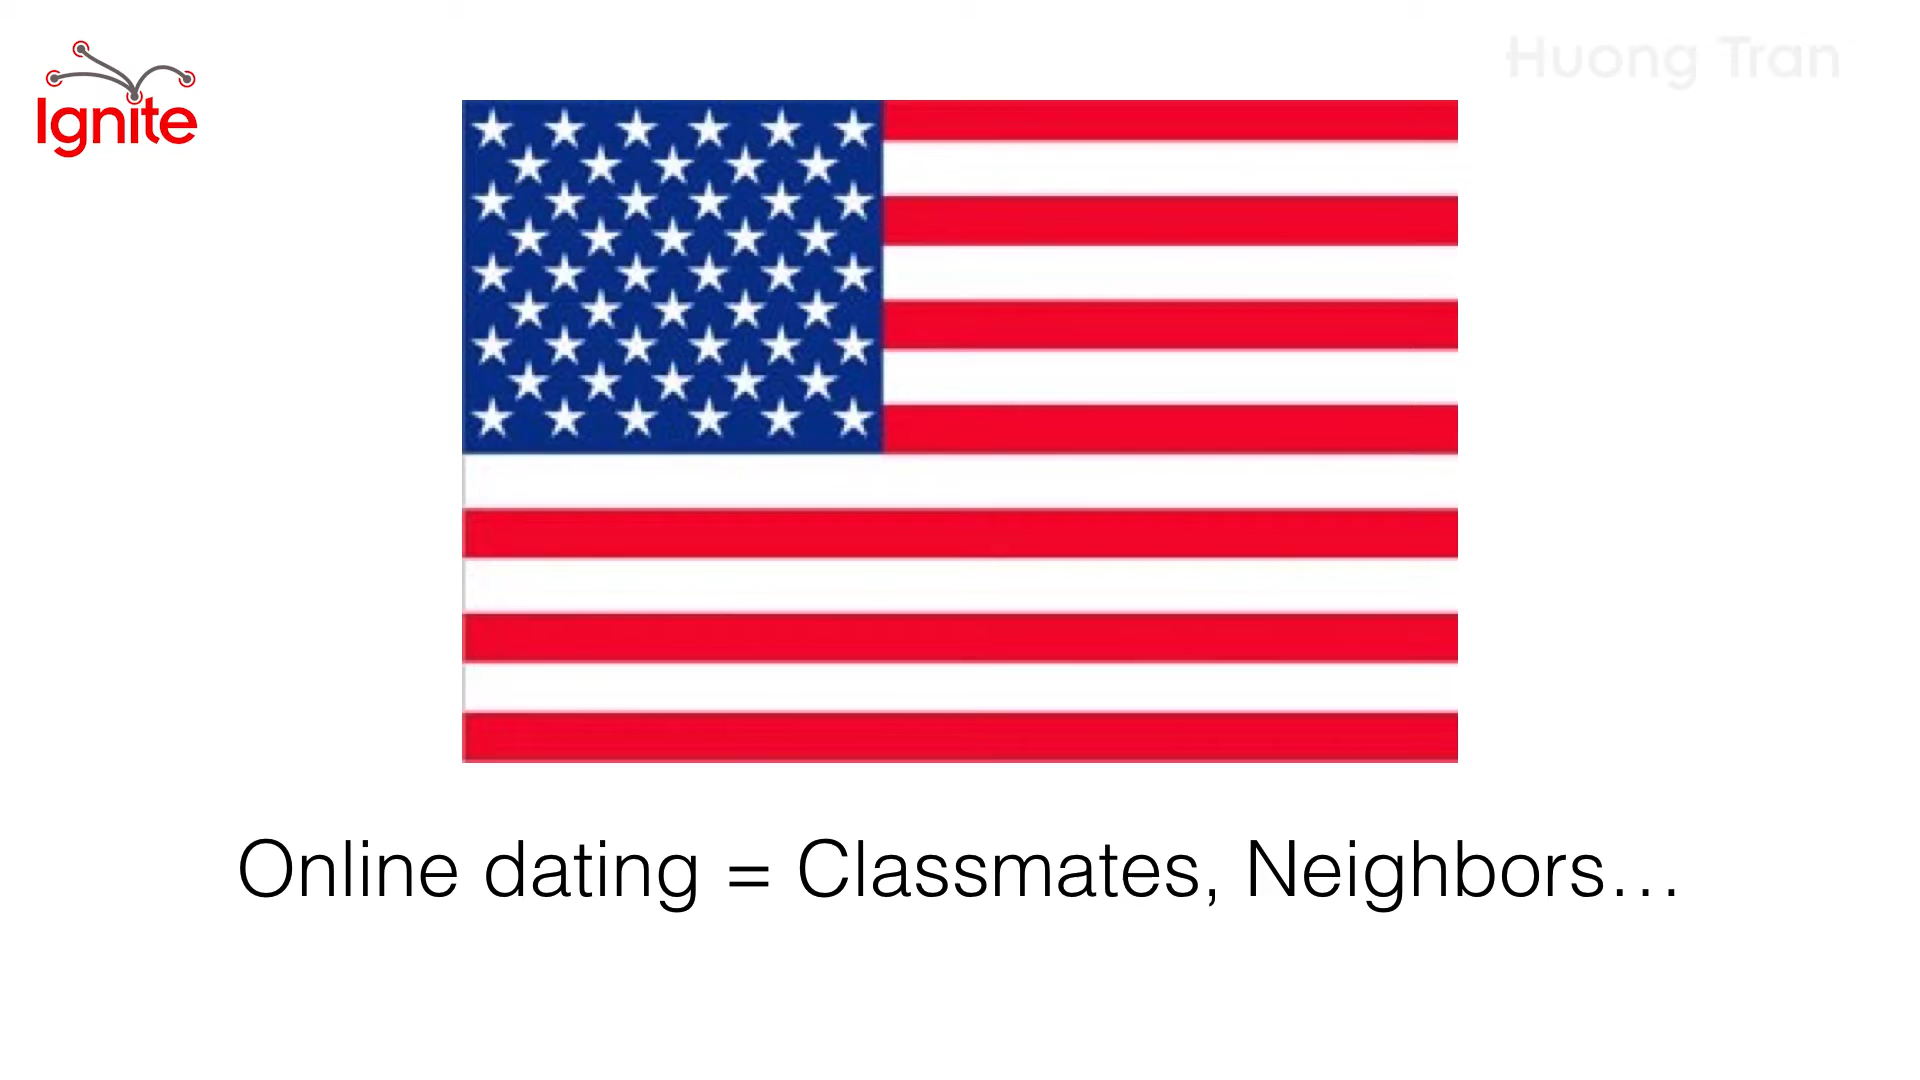 Ignite
Huong Tran
Online dating = Classmates, Neighbors…